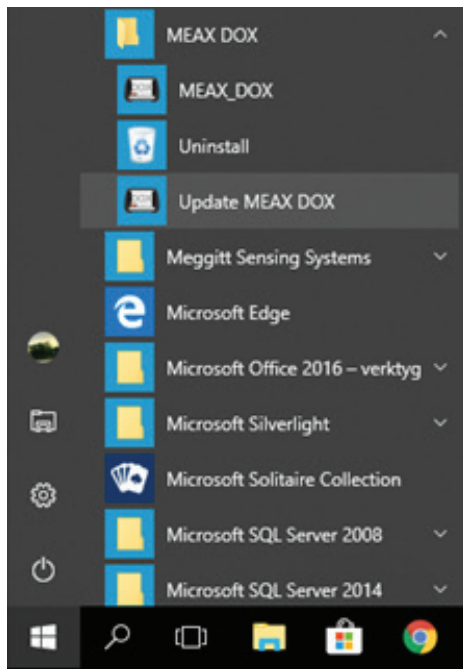 MEAX DOX
MEAX_DOX
Uninstall
Update MEAX DOX
Meggitt Sensing Systems
Microsoft Edge
Microsoft Office 2016 – verktyg
Microsoft Silverlight
Microsoft Solitaire Collection
Microsoft SQL Server 2008
Microsoft SQL Server 2014